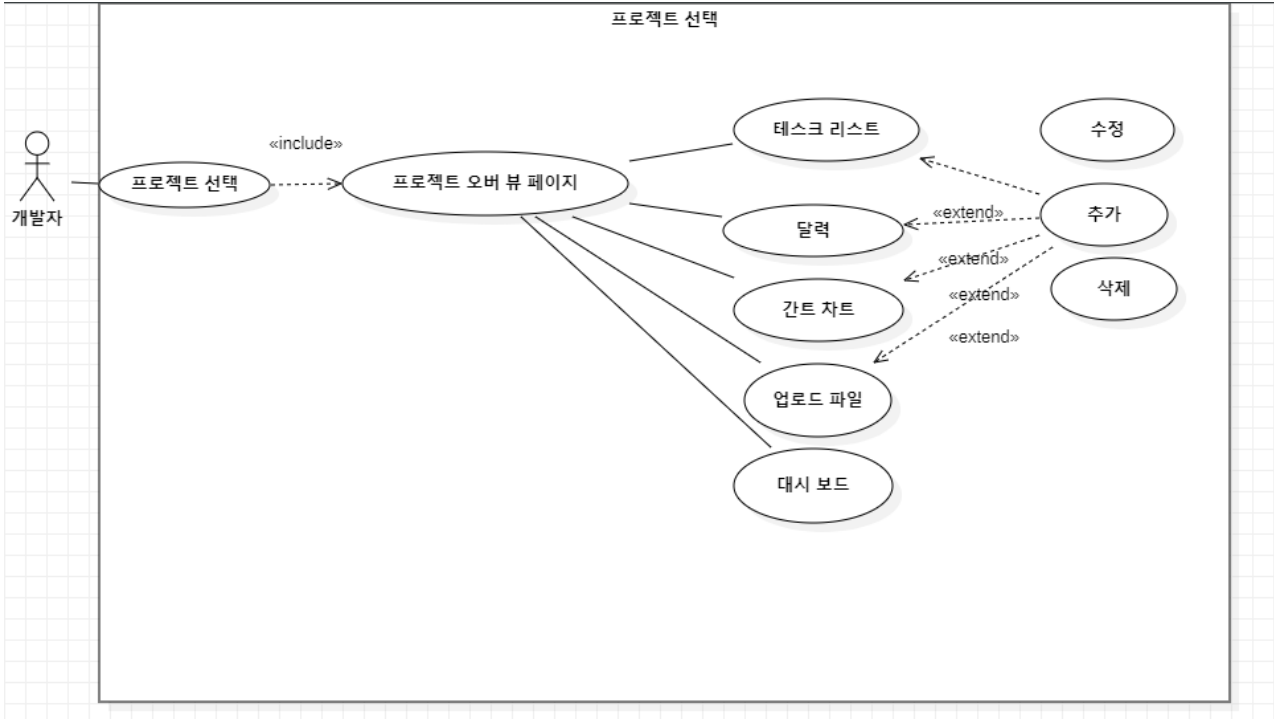 프로젝트 선택
개발자
프로젝트 선택
«include»
프로젝트 오버 뷰 페이지
테스크 리스트
달력
간트 차트
업로드 파일
대시 보드
«extend»
«extend»
«extend»
«extend»
수정
추가
삭제